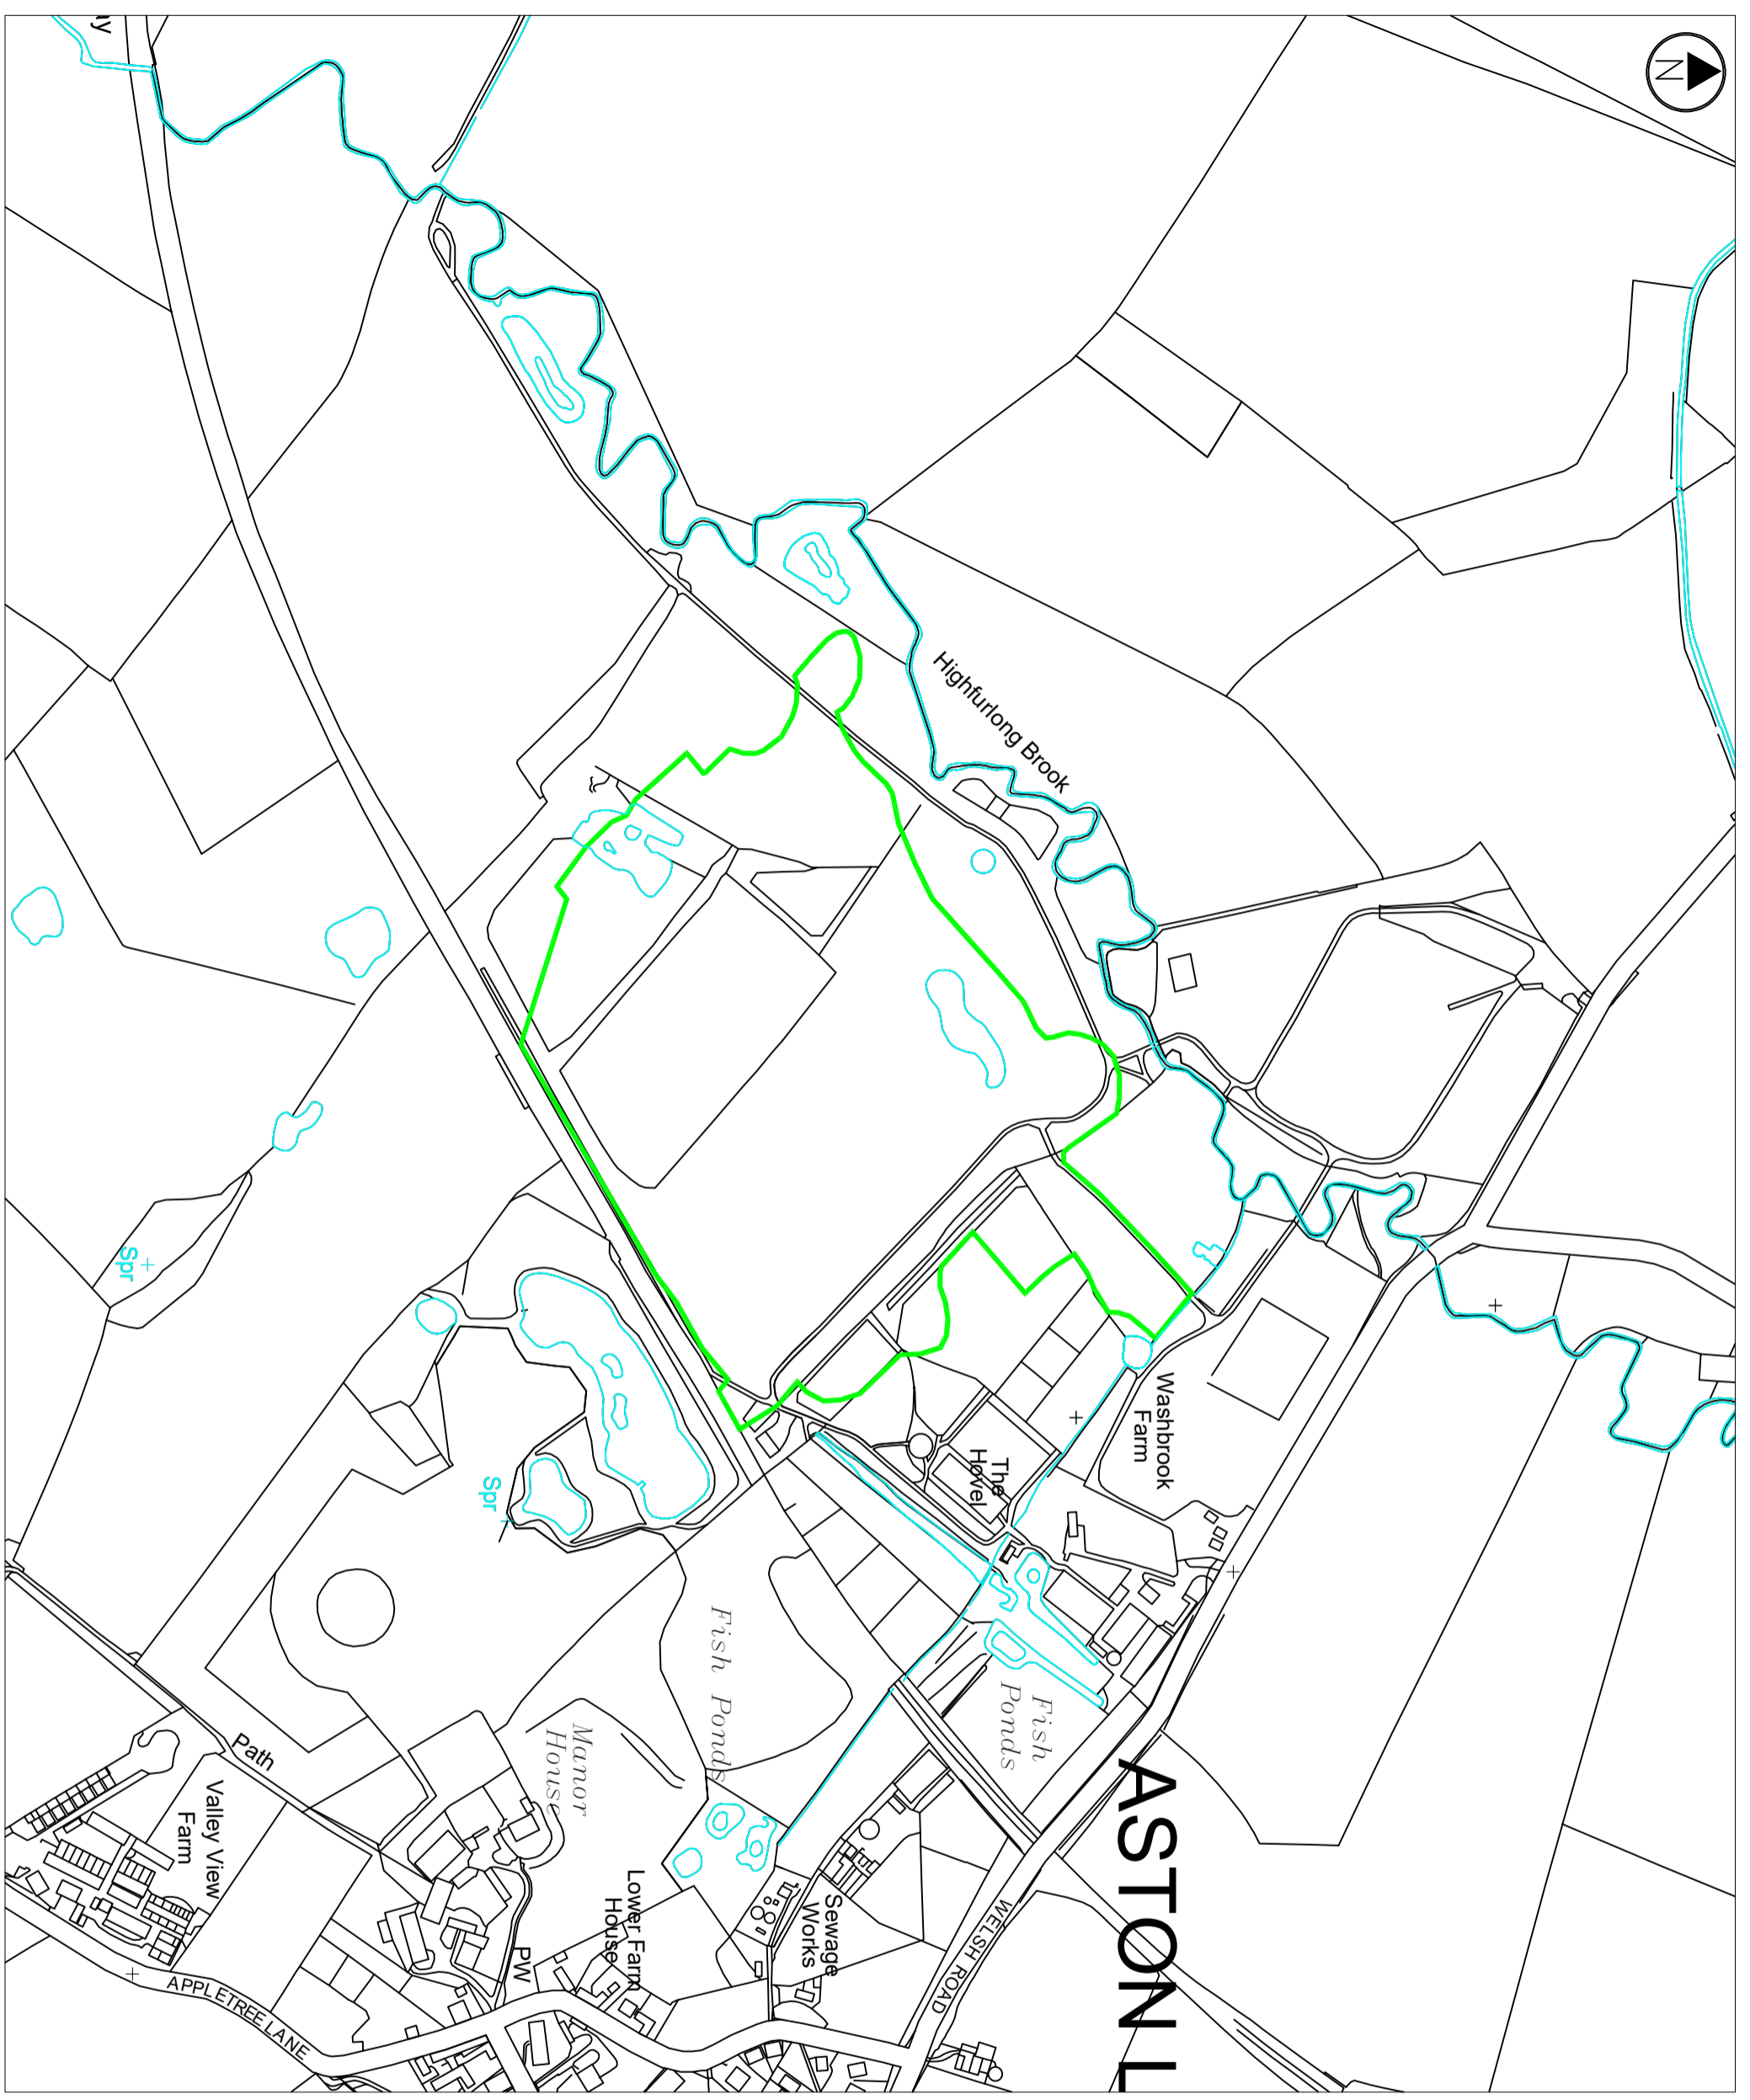 N
ay
Highfurlong Brook
Washbrook
Farm
The
Hovel
Spr
Spr
Fish Ponds
Fish
Ponds
Manor
House
ASTON L
Path
Valley View
Farm
Lower Farm
House
Sewage
Works
PW
WELSH ROAD
APPLETREE LANE